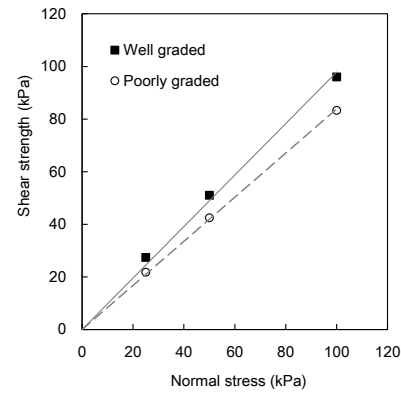 120
100
80
60
40
20
0
Shear strength (kPa)
Well graded
Poorly graded
0 20 40 60 80 100 120
Normal stress (kPa)